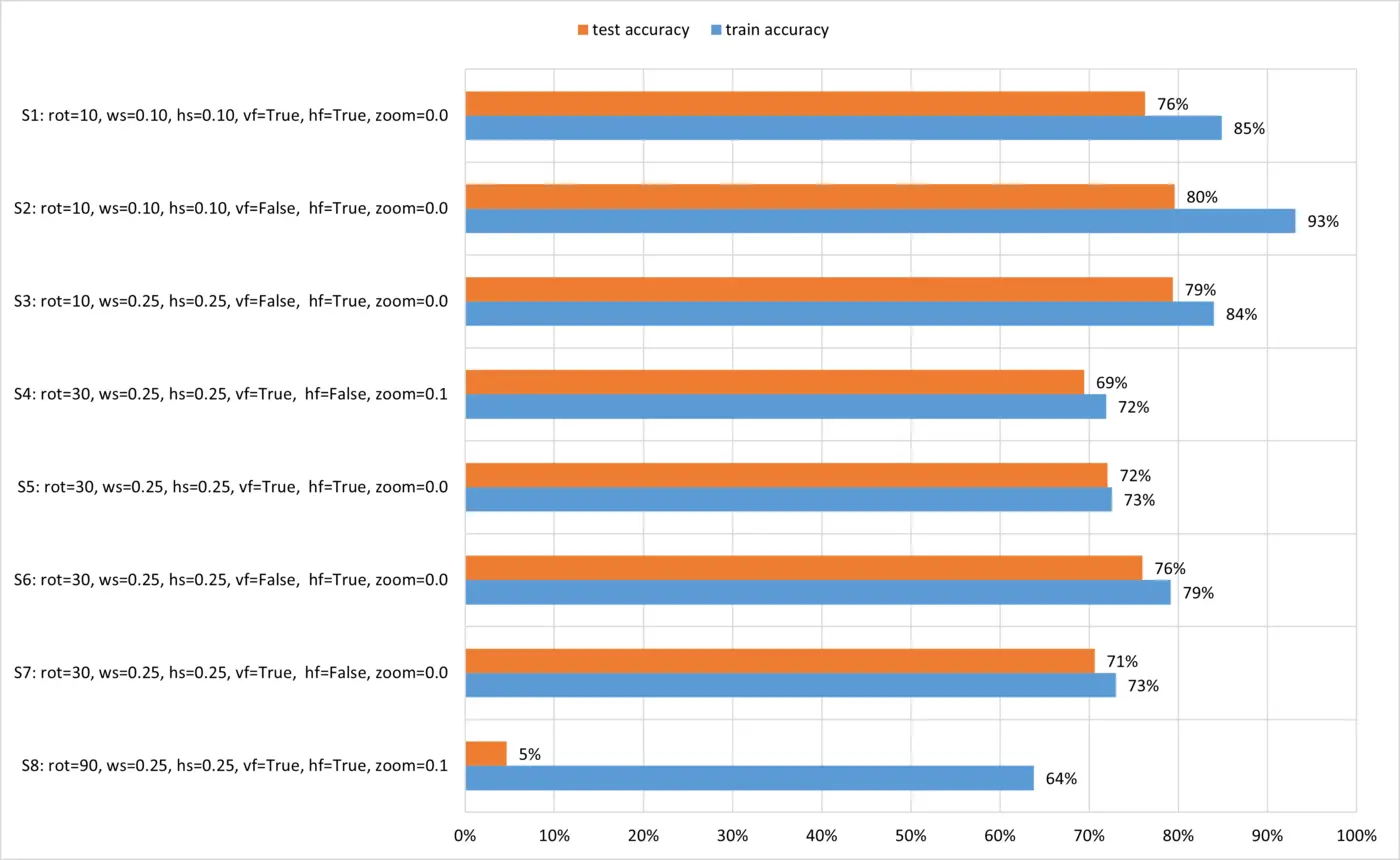 test accuracy train accuracy
S1: rot=10, ws=0.10, hs=0.10, vf=True, hf=True, zoom=0.0
76%
85%
S2: rot=10, ws=0.10, hs=0.10, vf=False,  hf=True, zoom=0.0
80%
93%
S3: rot=10, ws=0.25, hs=0.25, vf=False,  hf=True, zoom=0.0
79%
84%
S4: rot=30, ws=0.25, hs=0.25, vf=True,  hf=False, zoom=0.1
69%
72%
S5: rot=30, ws=0.25, hs=0.25, vf=True,  hf=True, zoom=0.0
72%
73%
S6: rot=30, ws=0.25, hs=0.25, vf=False,  hf=True, zoom=0.0
76%
79%
S7: rot=30, ws=0.25, hs=0.25, vf=True,  hf=False, zoom=0.0
71%
73%
S8: rot=90, ws=0.25, hs=0.25, vf=True, hf=True, zoom=0.1
5%
64%
0% 10% 20% 30% 40% 50% 60% 70% 80% 90% 100%